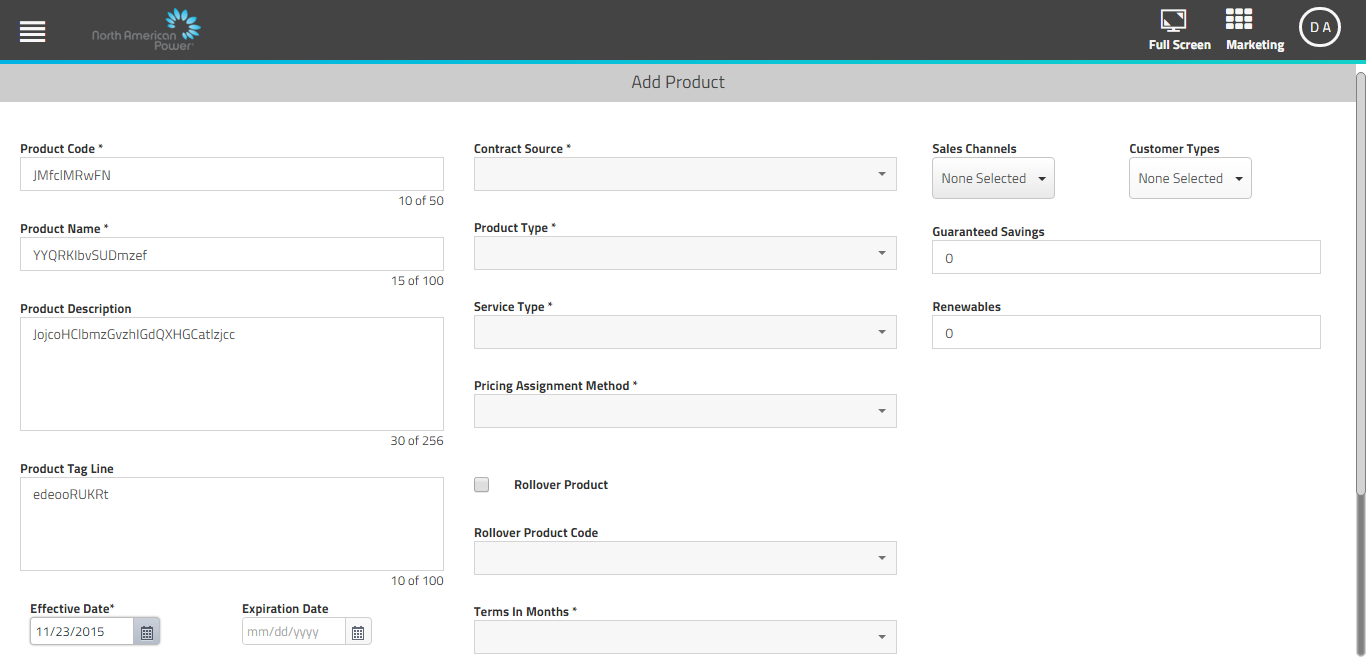 North American
Power
Full Screen
Marketing
D A
Add Product
Product Code *
JMfclMRwFN
10 of 50
Product Name *
YYQRKlbvSUDmzef
15 of 100
Product Description
JojcoHClbmzGvzhIGdQXHGCatlzjcc
30 of 256
Product Tag Line
edeooRUKRt
10 of 100
Effective Date*
11/23/2015
Expiration Date
mm/dd/yyyy
Contract Source *
Product Type *
Service Type *
Pricing Assignment Method *
Rollover Product
Rollover Product Code
Terms In Months *
Sales Channels
None Selected
Customer Types
None Selected
Guaranteed Savings
0
Renewables
0